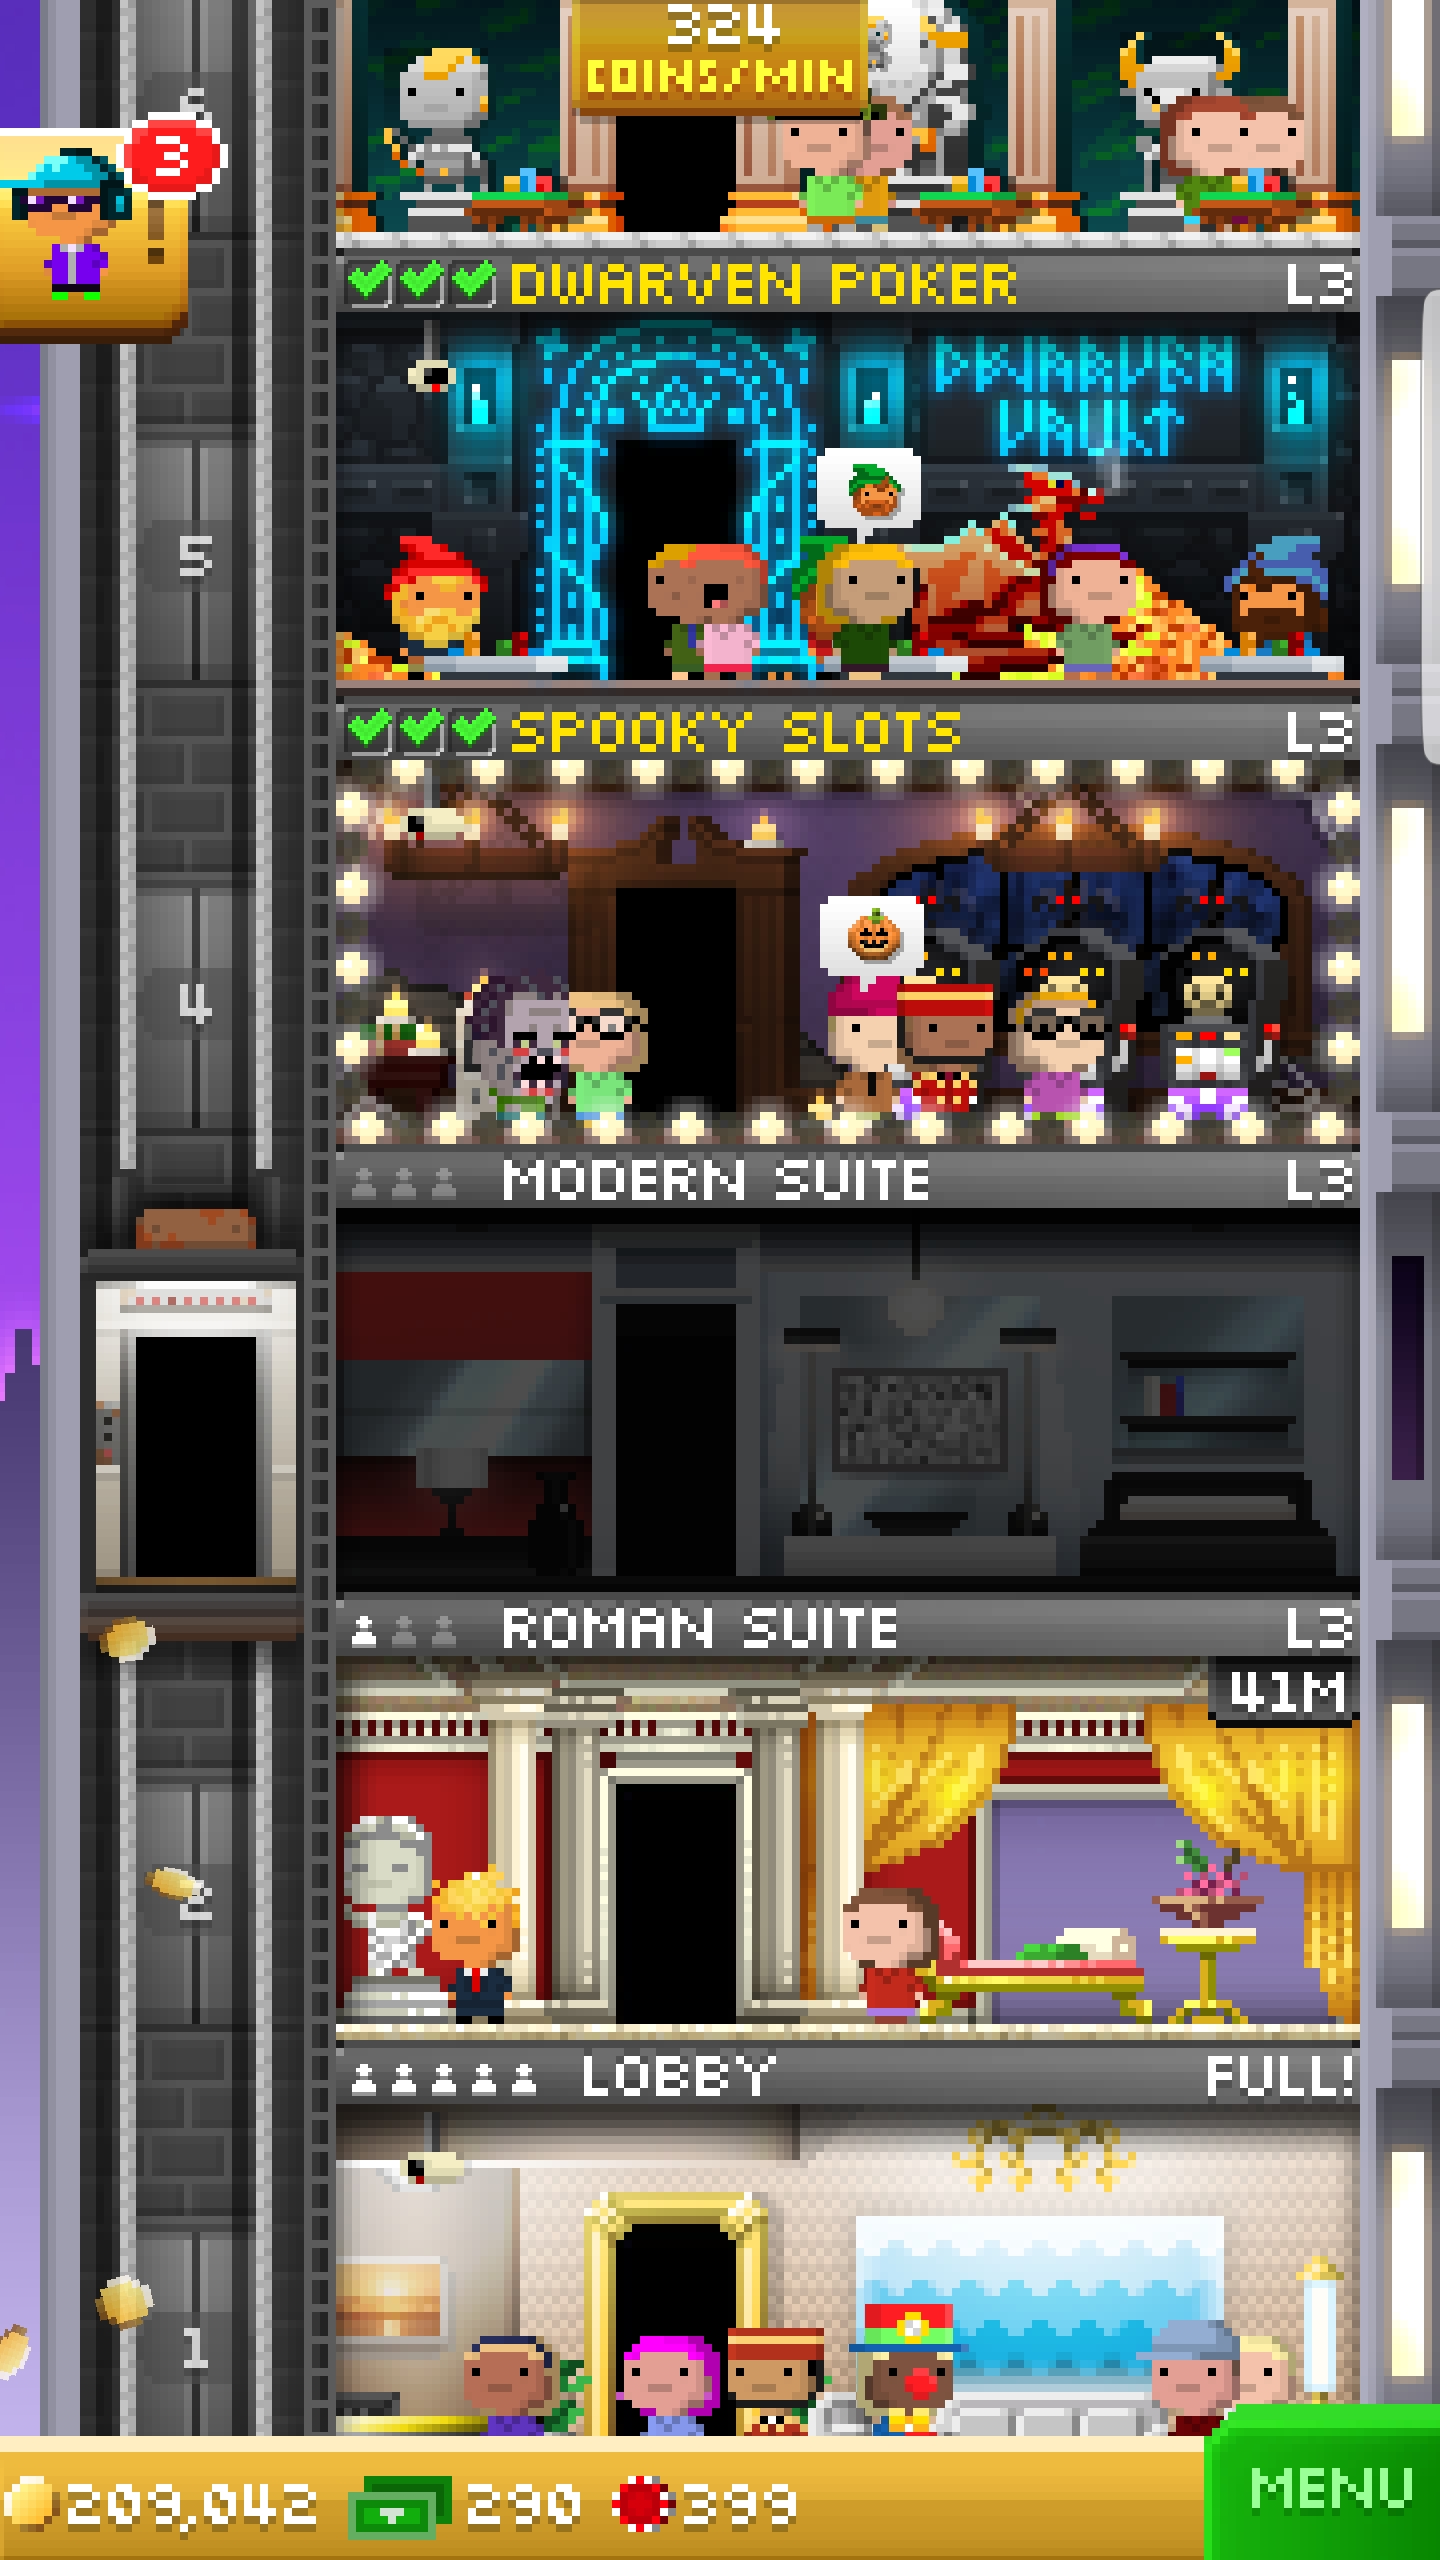 324
COINS/MIN
3
DWARVEN POKER L3
DWARVEN
VAULT
5
SPOOKY SLOTS L3
4
MODERN SUITE L3
ROMAN SUITE L3
41M
2
LOBBY FULL!
1
209,042 290 399
MENU